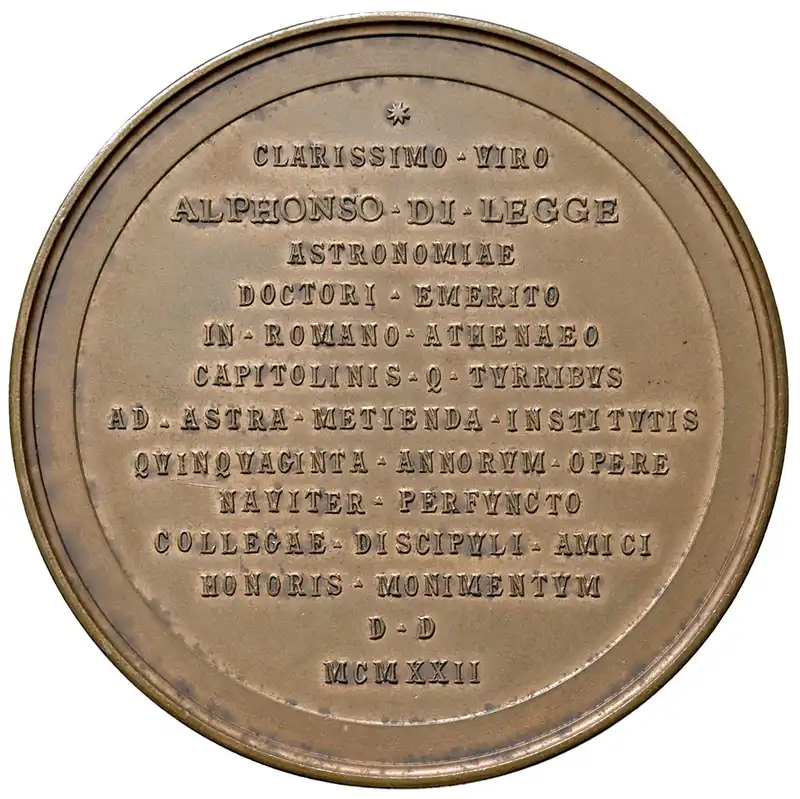 CLARISSIMO · VIRO
ALPHONSO · DI · LEGGE
ASTRONOMIAE
DOCTORI · EMERITO
IN · ROMANO · ATHENAEO
CAPITOLINIS · Q · TVRRIBVS
AD · ASTRA · METIENDA · INSTITVTIS
QVINQVAGINTA · ANNORVM · OPERE
NAVITER · PERFVNCTO
COLLEGAE · DISCIPVLI · AMICI
HONORIS · MONIMENTVM
D · D
MCMXXII